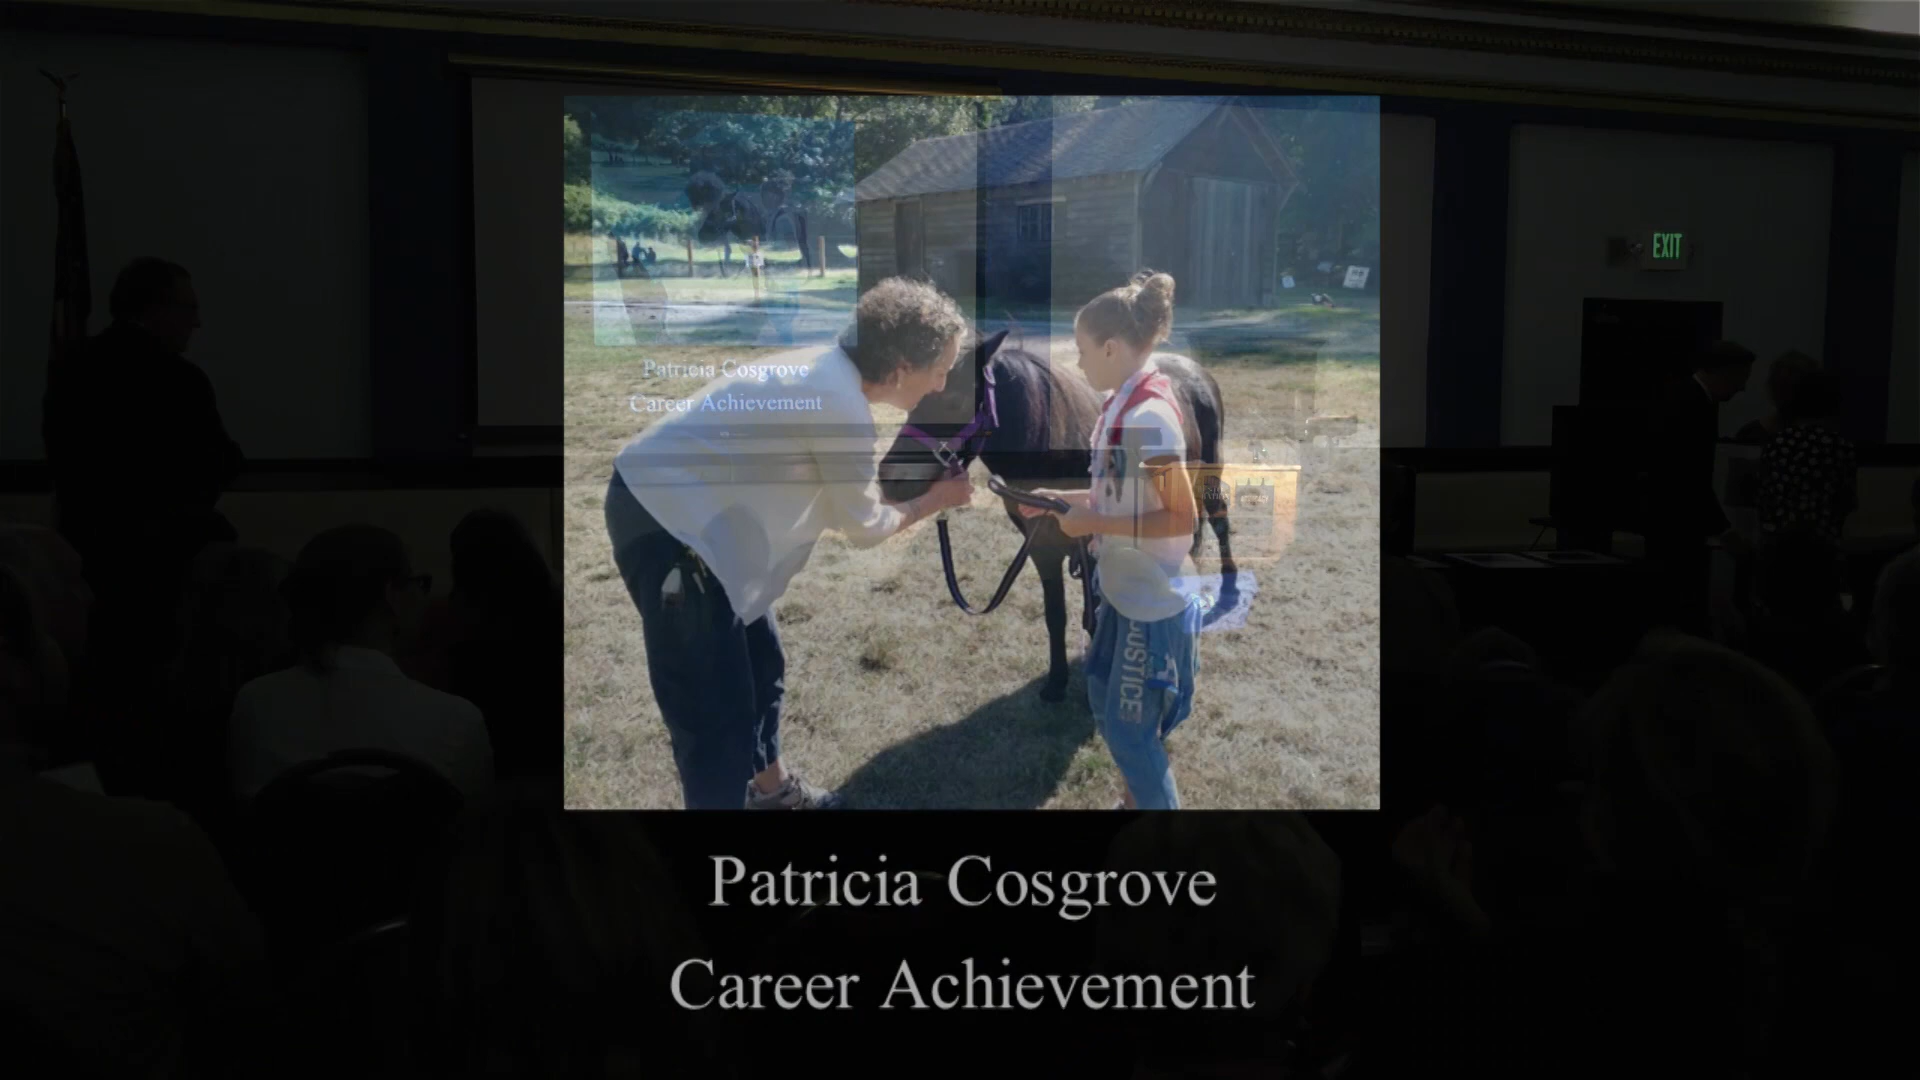 EXIT
Patricia Cosgrove
Career Achievement
JUSTICE
Patricia Cosgrove
Career Achievement